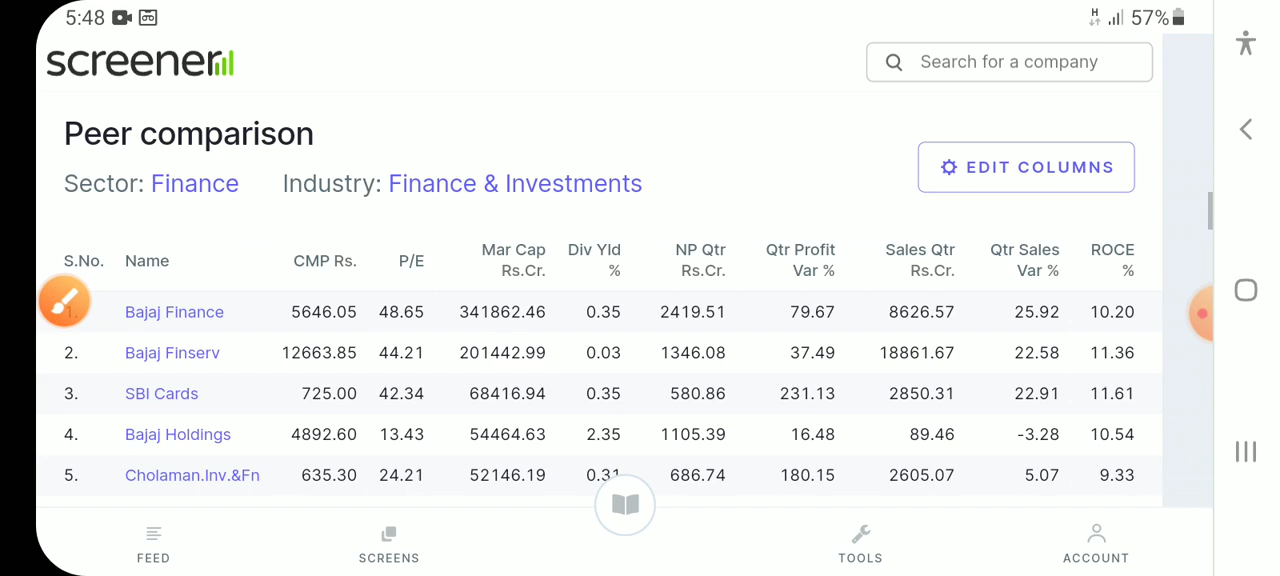 5:48 H 57%
screener
Search for a company
Peer comparison
EDIT COLUMNS
Sector: Finance Industry: Finance & Investments
S.No. Name CMP Rs. P/E Mar Cap Rs.Cr. Div Yld % NP Qtr Rs.Cr. Qtr Profit Var % Sales Qtr Rs.Cr. Qtr Sales Var % ROCE %
1. Bajaj Finance 5646.05 48.65 341862.46 0.35 2419.51 79.67 8626.57 25.92 10.20
2. Bajaj Finserv 12663.85 44.21 201442.99 0.03 1346.08 37.49 18861.67 22.58 11.36
3. SBI Cards 725.00 42.34 68416.94 0.35 580.86 231.13 2850.31 22.91 11.61
4. Bajaj Holdings 4892.60 13.43 54464.63 2.35 1105.39 16.48 89.46 -3.28 10.54
5. Cholaman.Inv.&Fn 635.30 24.21 52146.19 0.31 686.74 180.15 2605.07 5.07 9.33
FEED SCREENS TOOLS ACCOUNT